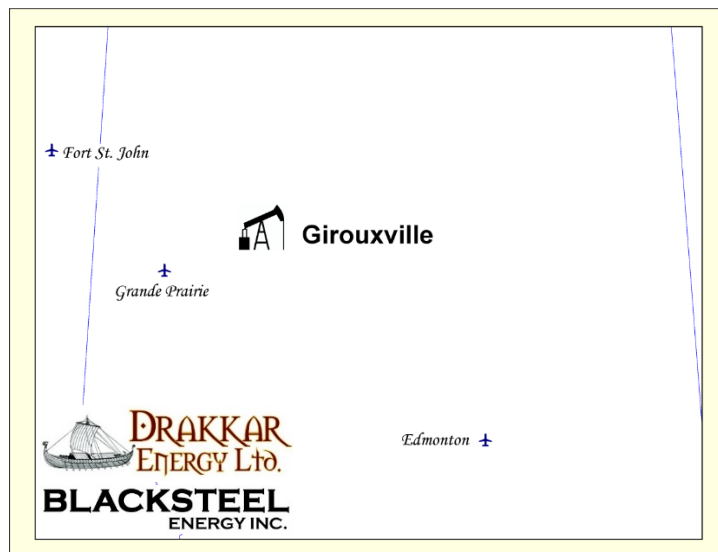 Fort St. John
Girouxville
Grande Prairie
Edmonton
DRAKKAR
ENERGY LTD.
BLACKSTEEL
ENERGY INC.